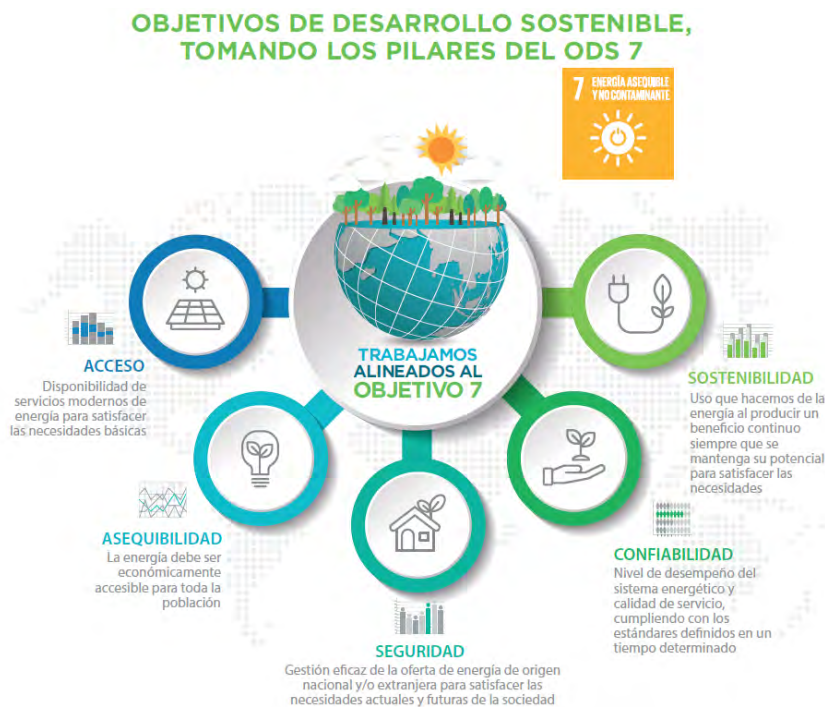 OBJETIVOS DE DESARROLLO SOSTENIBLE,
TOMANDO LOS PILARES DEL ODS 7
7 ENERGÍA ASEQUIBLE
Y NO CONTAMINANTE
TRABAJAMOS
ALINEADOS AL
OBJETIVO 7
ACCESO
Disponibilidad de
servicios modernos de
energía para satisfacer
las necesidades básicas
ASEQUIBILIDAD
La energía debe ser
económicamente
accesible para toda la
población
SEGURIDAD
Gestión eficaz de la oferta de energía de origen
nacional y/o extranjera para satisfacer las
necesidades actuales y futuras de la sociedad
CONFIABILIDAD
Nivel de desempeño del
sistema energético y
calidad de servicio,
cumpliendo con los
estándares definidos en un
tiempo determinado
SOSTENIBILIDAD
Uso que hacemos de la
energía al producir un
beneficio continuo
siempre que se
mantenga su potencial
para satisfacer las
necesidades